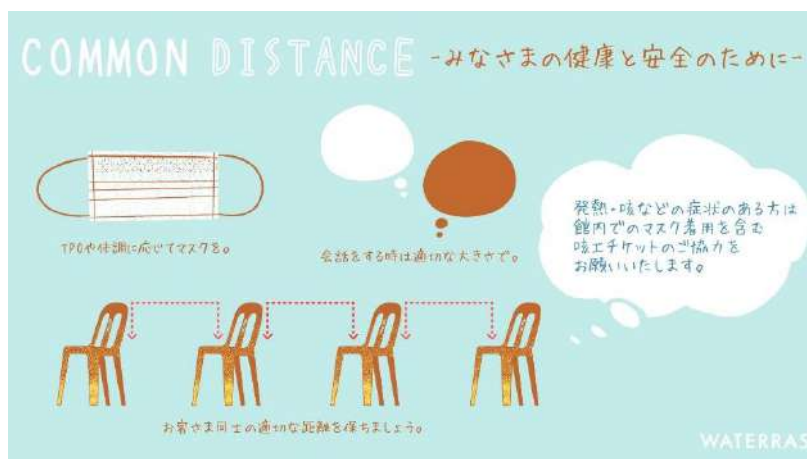 COMMON DISTANCE -みなさまの健康と安全のために-
TPOや体調に応じてマスクを。
会話をする時は適切な大きさで。
発熱・咳などの症状のある方は
館内でのマスク着用を含む
咳エチケットのご協力を
お願いいたします。
お客さま同士の適切な距離を保ちましょう。
WATERRAS